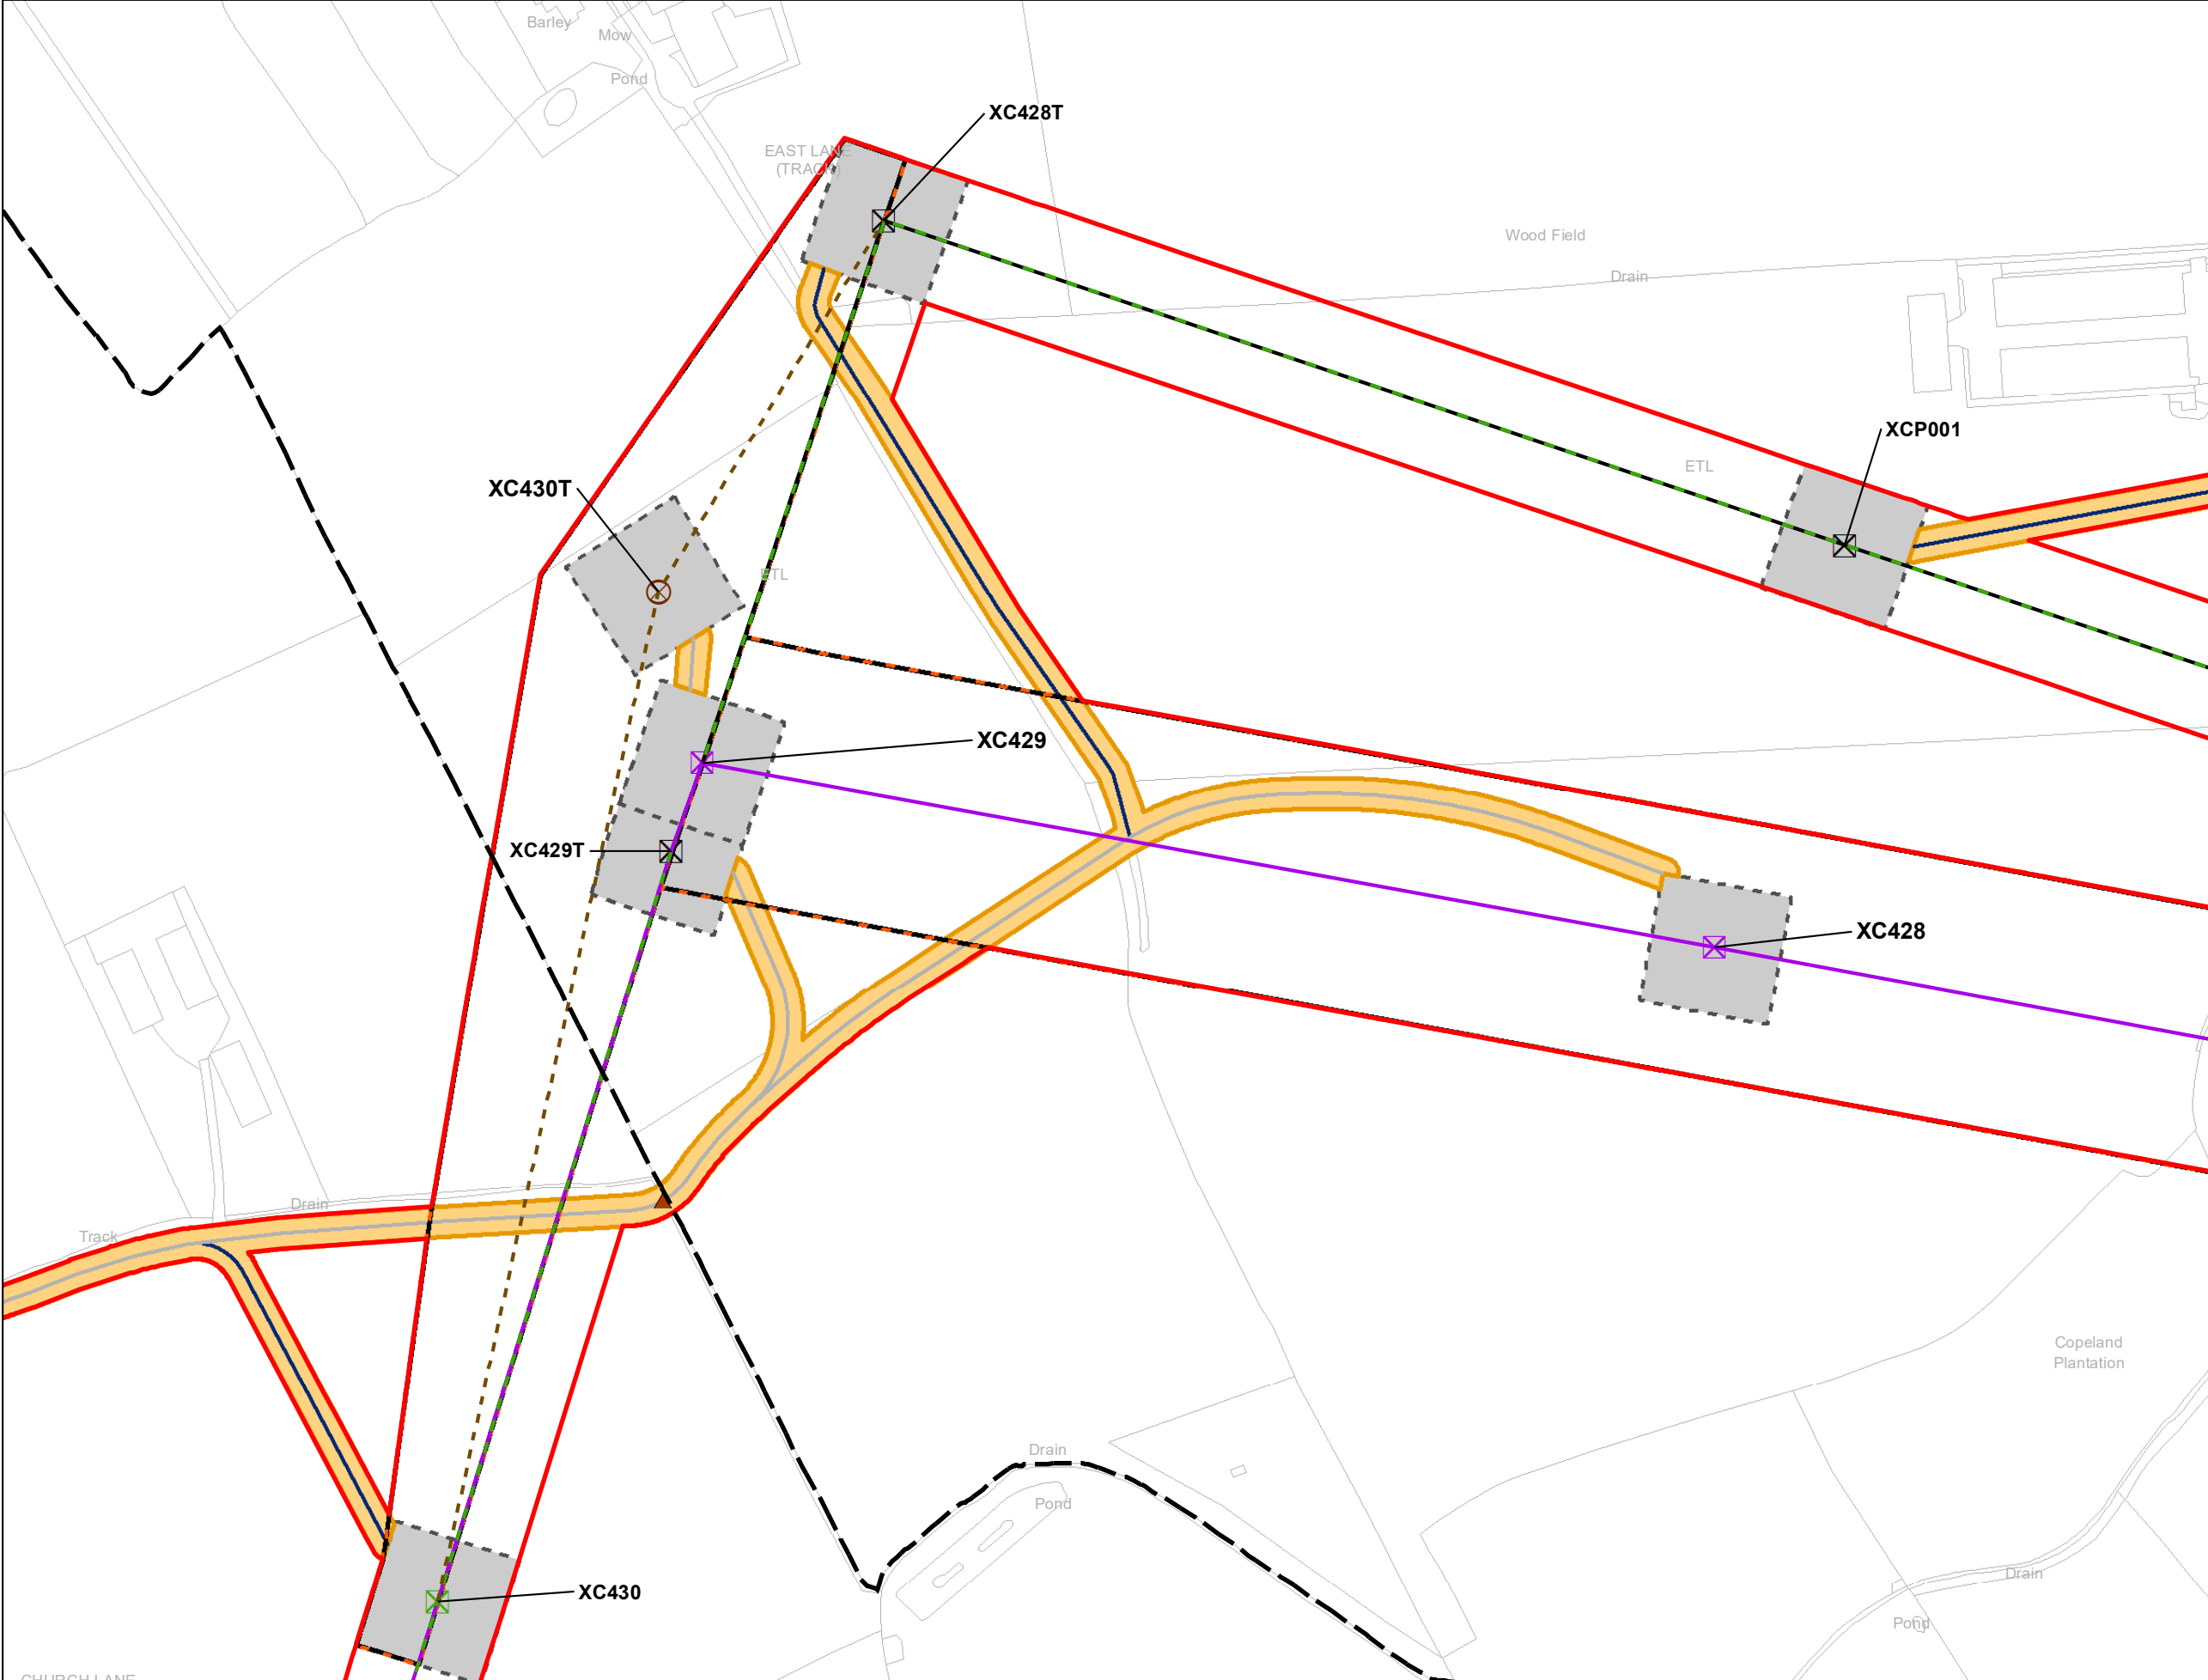 Barley
Mow
Pond
XC428T
EAST LANE
(TRACK)
Wood Field
Drain
XCP001
ETL
XC430T
ETL
XC429
XC429T
XC428
Drain
Track
Copeland
Plantation
Drain
Pond
Drain
XC430
Pond
CHURCH LANE